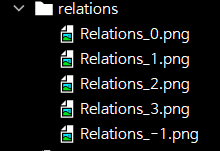 relations
Relations_0.png
Relations_1.png
Relations_2.png
Relations_3.png
Relations_-1.png